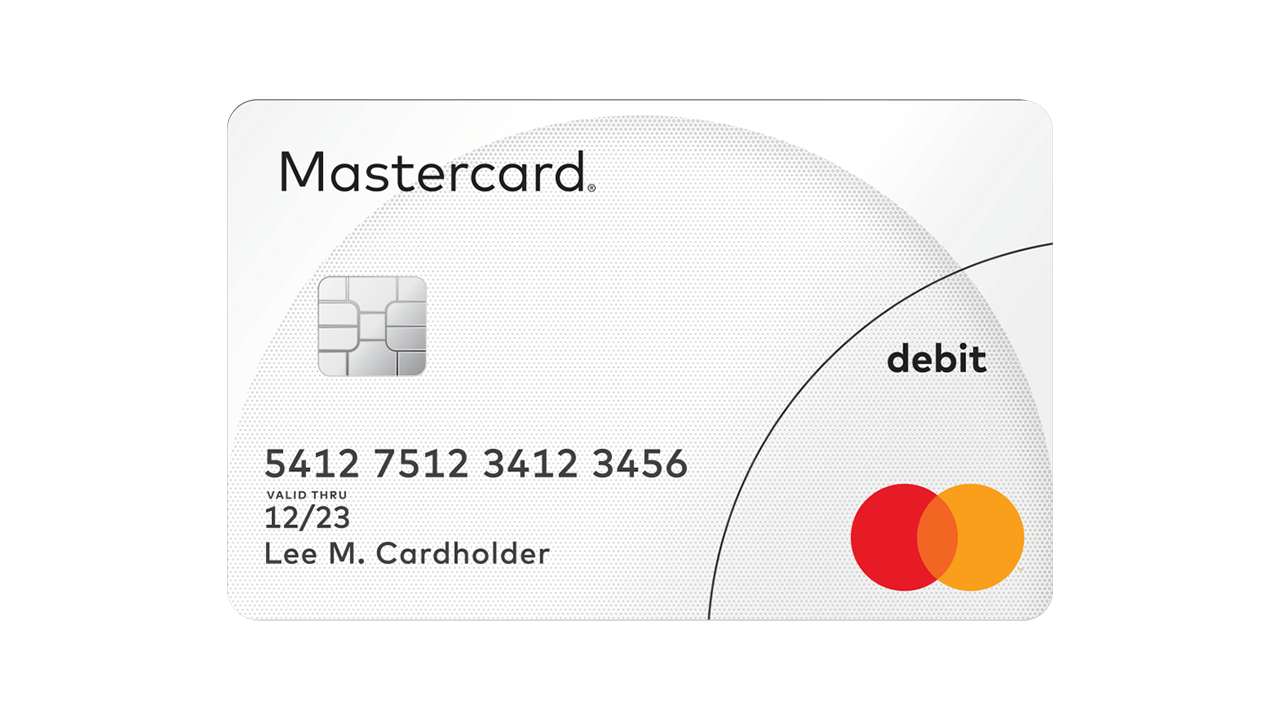 Mastercard®
debit
5412 7512 3412 3456
VALID THRU
12/23
Lee M. Cardholder